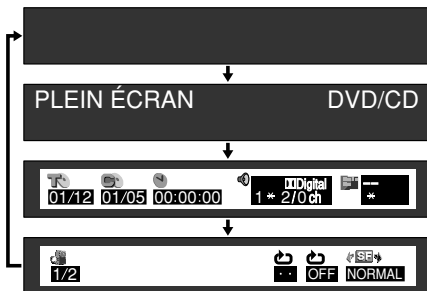 PLEIN ÉCRAN DVD/CD
T C Digital --
01/12 01/05 00:00:00 1 * 2/0 ch *
SF
1/2 · · OFF NORMAL